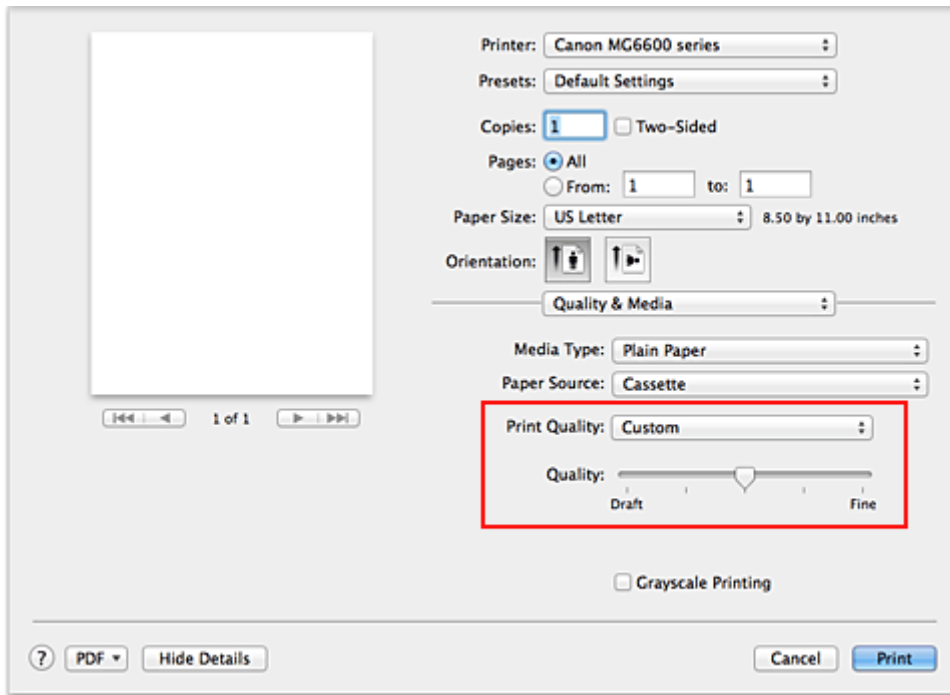 Printer: Canon MG6600 series
Presets: Default Settings
Copies: 1 Two-Sided
Pages: All
From: 1 to: 1
Paper Size: US Letter 8.50 by 11.00 inches
Orientation:
Quality & Media
Media Type: Plain Paper
Paper Source: Cassette
1 of 1
Print Quality: Custom
Quality:
Draft Fine
Grayscale Printing
? PDF Hide Details Cancel Print